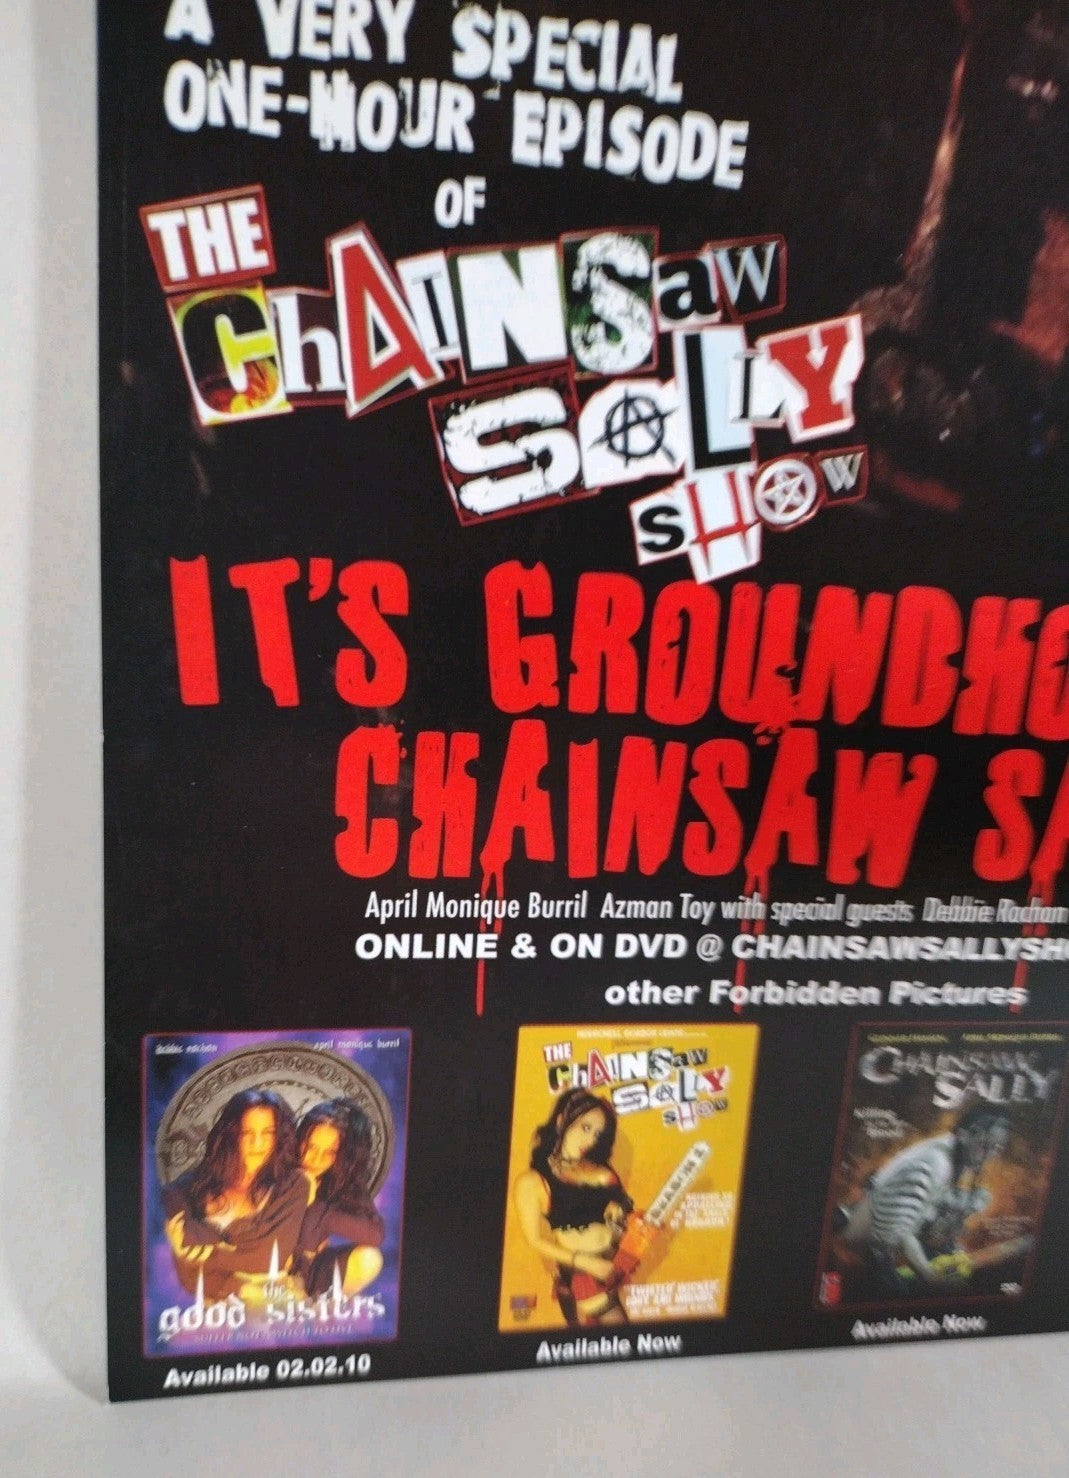 A VERY SPECIAL
ONE-HOUR EPISODE
OF
THE
ChAINSaw
SALLY
SHOW
IT'S GROUNDHO
CHAINSAW SA
April Monique Burril Azman Toy with special guests Debbie Rochon
ONLINE & ON DVD @ CHAINSAWSALLYSHO
other Forbidden Pictures
debbie rochon april monique burril
the
good sisters
Available 02.02.10
THE
ChAINSaw
SALLY
SHOW
Available Now
CHAINSAW
SALLY
Available Now